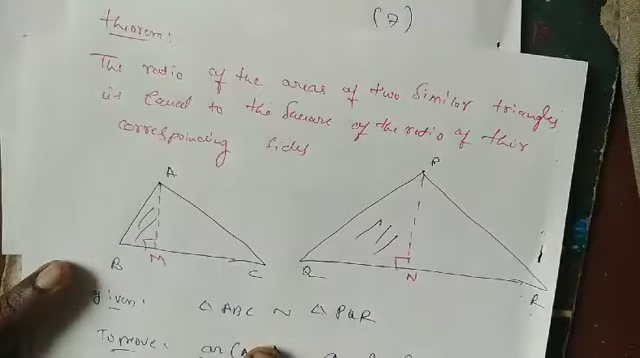 (7)
theorem:
The ratio of the areas of two similar triangles
is Equal to the Square of the ratio of their
corresponding sides
A
P
B
M
C
Q
N
R
given: △ ABC ~ △ PQR
To prove: ar(